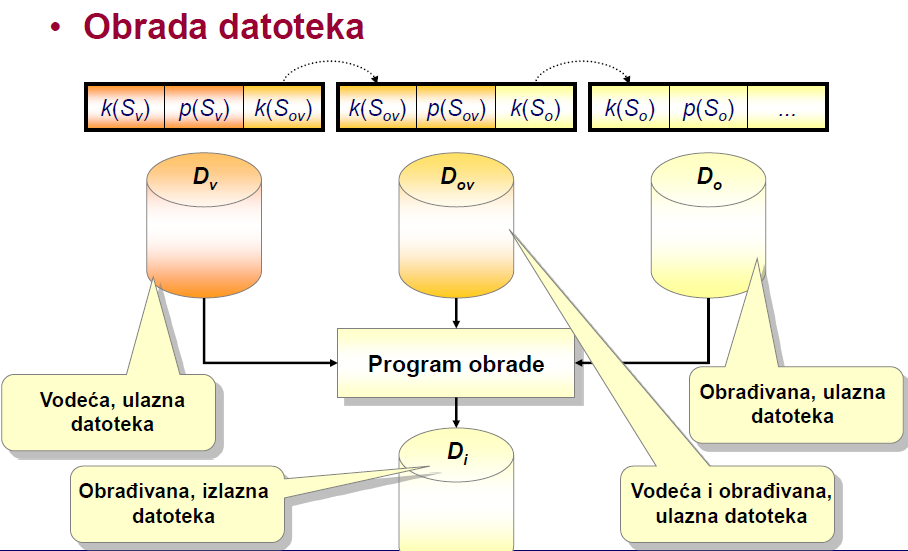 • Obrada datoteka
k(Sv) p(Sv) k(Sov) k(Sov) p(Sov) k(So) k(So) p(So) ...
Dv Dov Do
Program obrade
Vodeća, ulazna
datoteka
Obrađivana, ulazna
datoteka
Di
Obrađivana, izlazna
datoteka
Vodeća i obrađivana,
ulazna datoteka